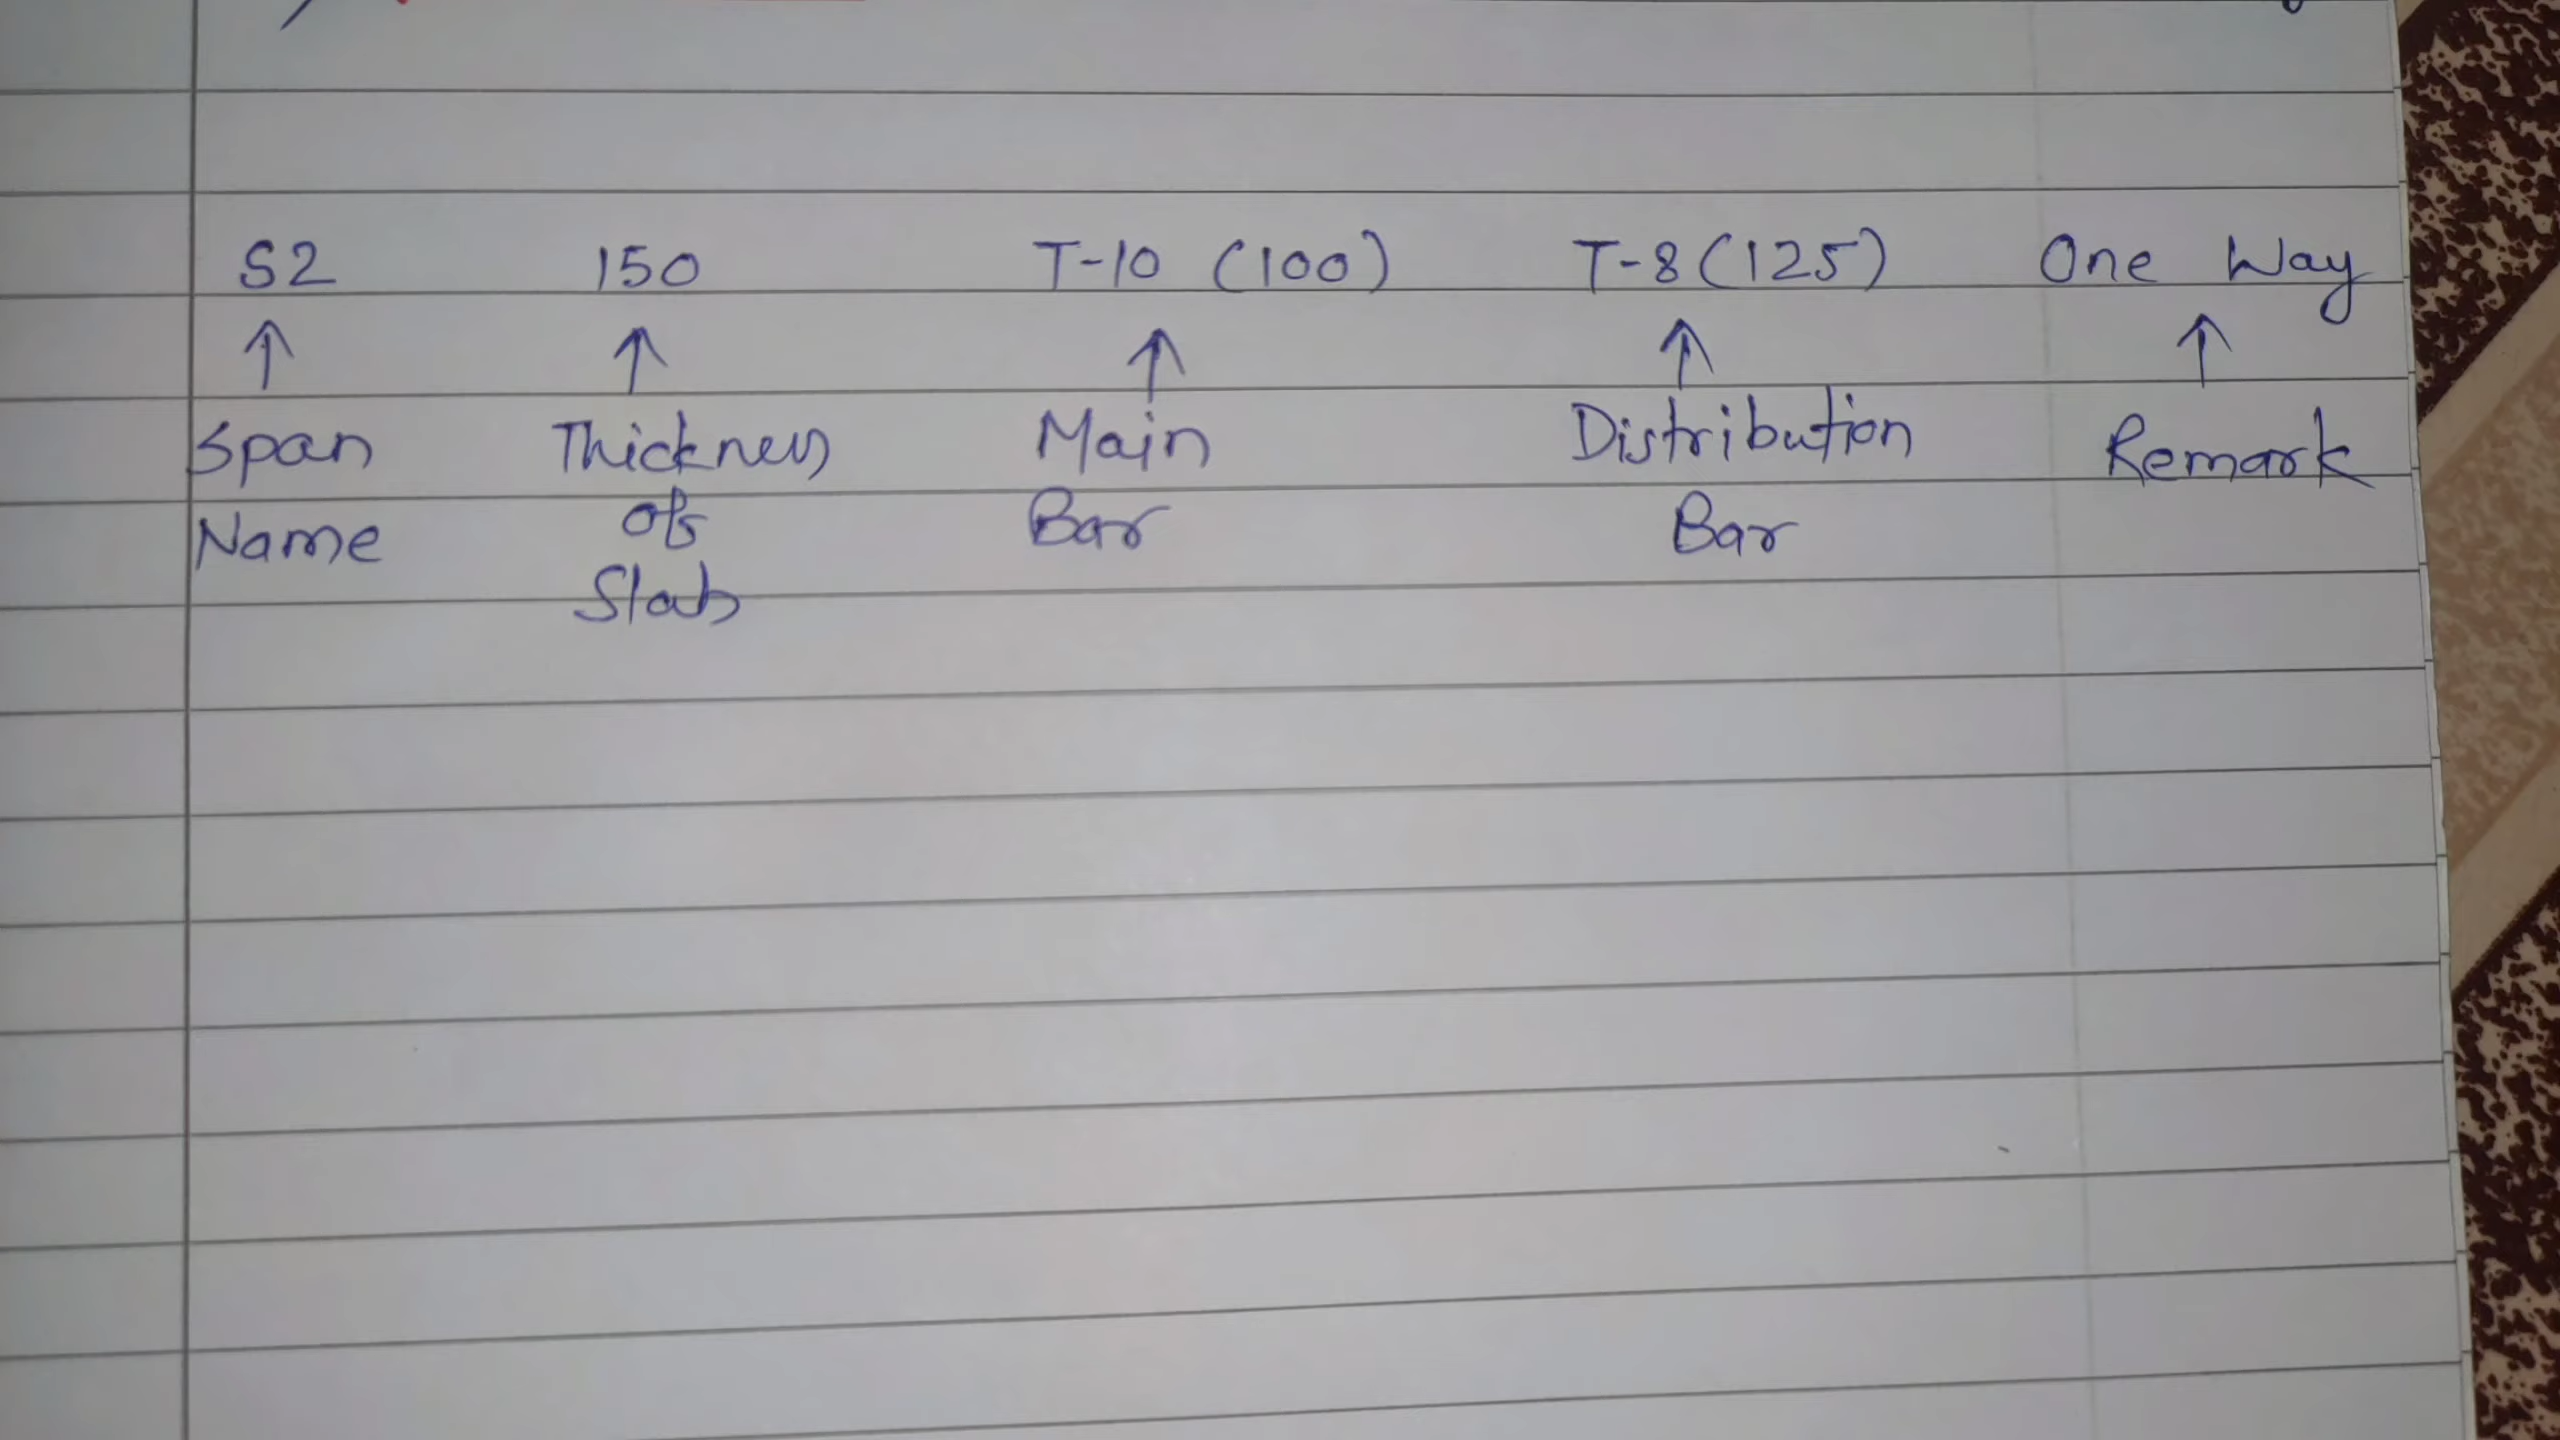 S2 150 T-10 (100) T-8 (125) One Way
↑ ↑ ↑ ↑ ↑
Span Thickness Main Distribution Remark
Name of Bar Bar
Slab